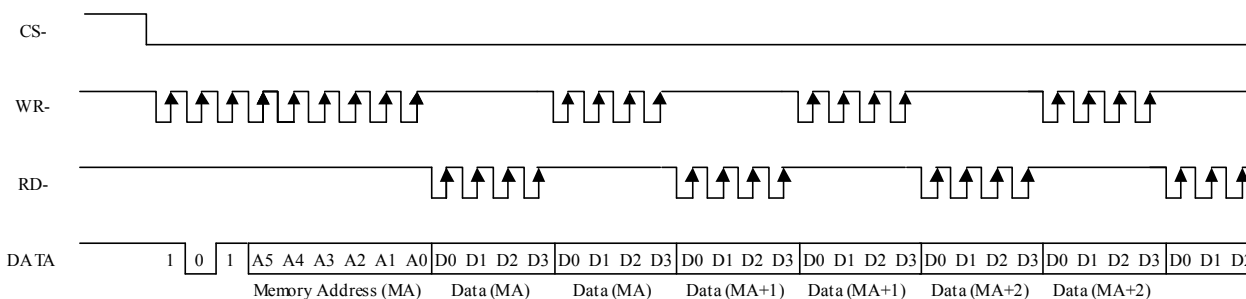 CS-
WR-
RD-
DATA 1 0 1 A5 A4 A3 A2 A1 A0 D0 D1 D2 D3 D0 D1 D2 D3 D0 D1 D2 D3 D0 D1 D2 D3 D0 D1 D2 D3 D0 D1 D2 D3 D0 D1
Memory Address (MA) Data (MA) Data (MA) Data (MA+1) Data (MA+1) Data (MA+2) Data (MA+2)